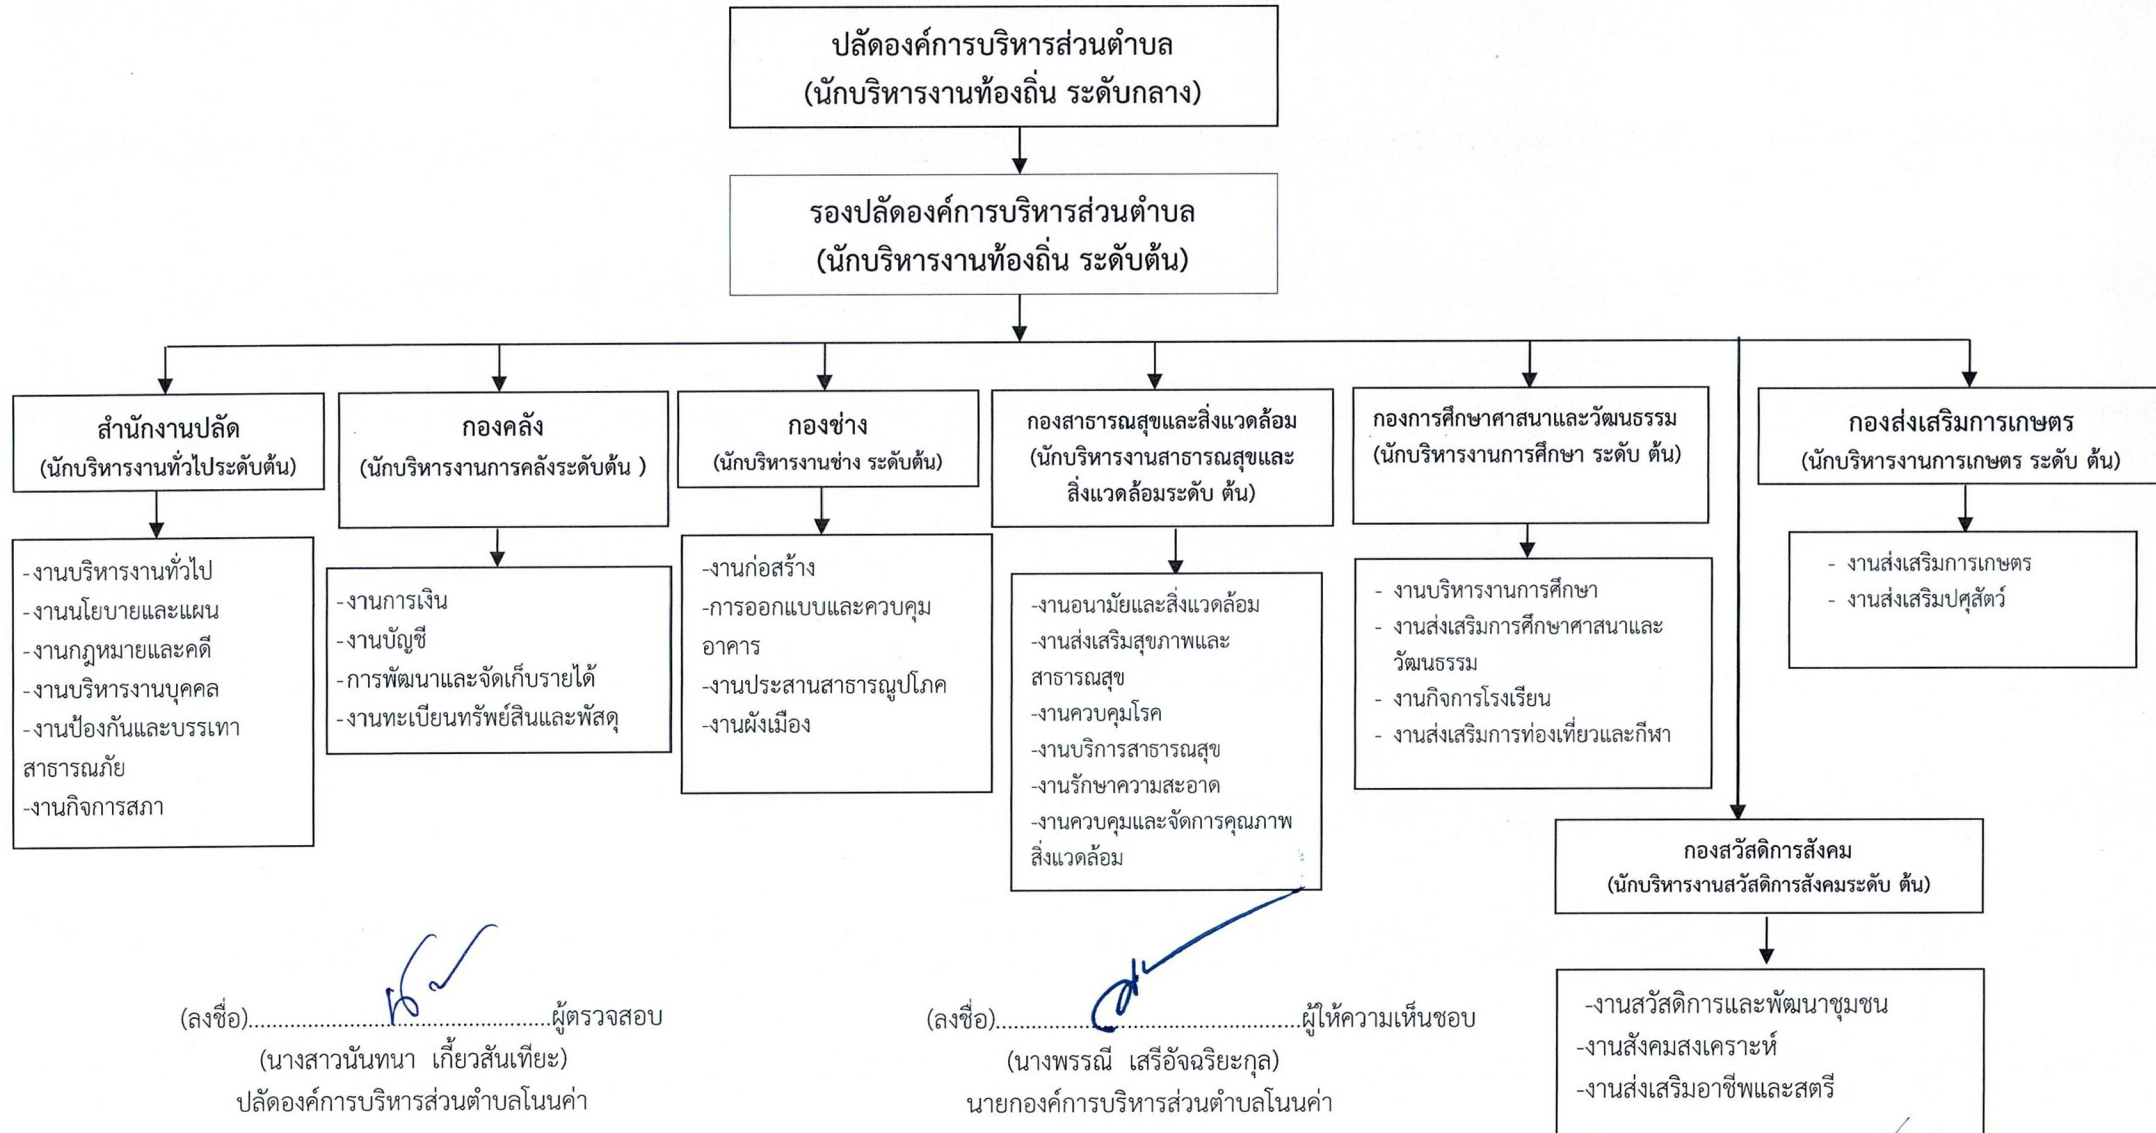 ปลัดองค์การบริหารส่วนตำบล
(นักบริหารงานท้องถิ่น ระดับกลาง)
รองปลัดองค์การบริหารส่วนตำบล
(นักบริหารงานท้องถิ่น ระดับต้น)
สำนักงานปลัด
(นักบริหารงานทั่วไประดับต้น)
กองคลัง
(นักบริหารงานการคลังระดับต้น )
กองช่าง
(นักบริหารงานช่าง ระดับต้น)
กองสาธารณสุขและสิ่งแวดล้อม
(นักบริหารงานสาธารณสุขและ
สิ่งแวดล้อมระดับ ต้น)
กองการศึกษาศาสนาและวัฒนธรรม
(นักบริหารงานการศึกษา ระดับ ต้น)
กองส่งเสริมการเกษตร
(นักบริหารงานการเกษตร ระดับ ต้น)
-งานบริหารงานทั่วไป
-งานนโยบายและแผน
-งานกฎหมายและคดี
-งานบริหารงานบุคคล
-งานป้องกันและบรรเทา
สาธารณภัย
-งานกิจการสภา
-งานการเงิน
-งานบัญชี
-การพัฒนาและจัดเก็บรายได้
-งานทะเบียนทรัพย์สินและพัสดุ
-งานก่อสร้าง
-การออกแบบและควบคุม
อาคาร
-งานประสานสาธารณูปโภค
-งานผังเมือง
-งานอนามัยและสิ่งแวดล้อม
-งานส่งเสริมสุขภาพและ
สาธารณสุข
-งานควบคุมโรค
-งานบริการสาธารณสุข
-งานรักษาความสะอาด
-งานควบคุมและจัดการคุณภาพ
สิ่งแวดล้อม
- งานบริหารงานการศึกษา
- งานส่งเสริมการศึกษาศาสนาและ
วัฒนธรรม
- งานกิจการโรงเรียน
- งานส่งเสริมการท่องเที่ยวและกีฬา
- งานส่งเสริมการเกษตร
- งานส่งเสริมปศุสัตว์
กองสวัสดิการสังคม
(นักบริหารงานสวัสดิการสังคมระดับ ต้น)
-งานสวัสดิการและพัฒนาชุมชน
-งานสังคมสงเคราะห์
-งานส่งเสริมอาชีพและสตรี
(ลงชื่อ)..........................................ผู้ตรวจสอบ
(นางสาวนันทนา เกี้ยวสันเทียะ)
ปลัดองค์การบริหารส่วนตำบลโนนค่า
(ลงชื่อ)..........................................ผู้ให้ความเห็นชอบ
(นางพรรณี เสรีอัจฉริยะกุล)
นายกองค์การบริหารส่วนตำบลโนนค่า